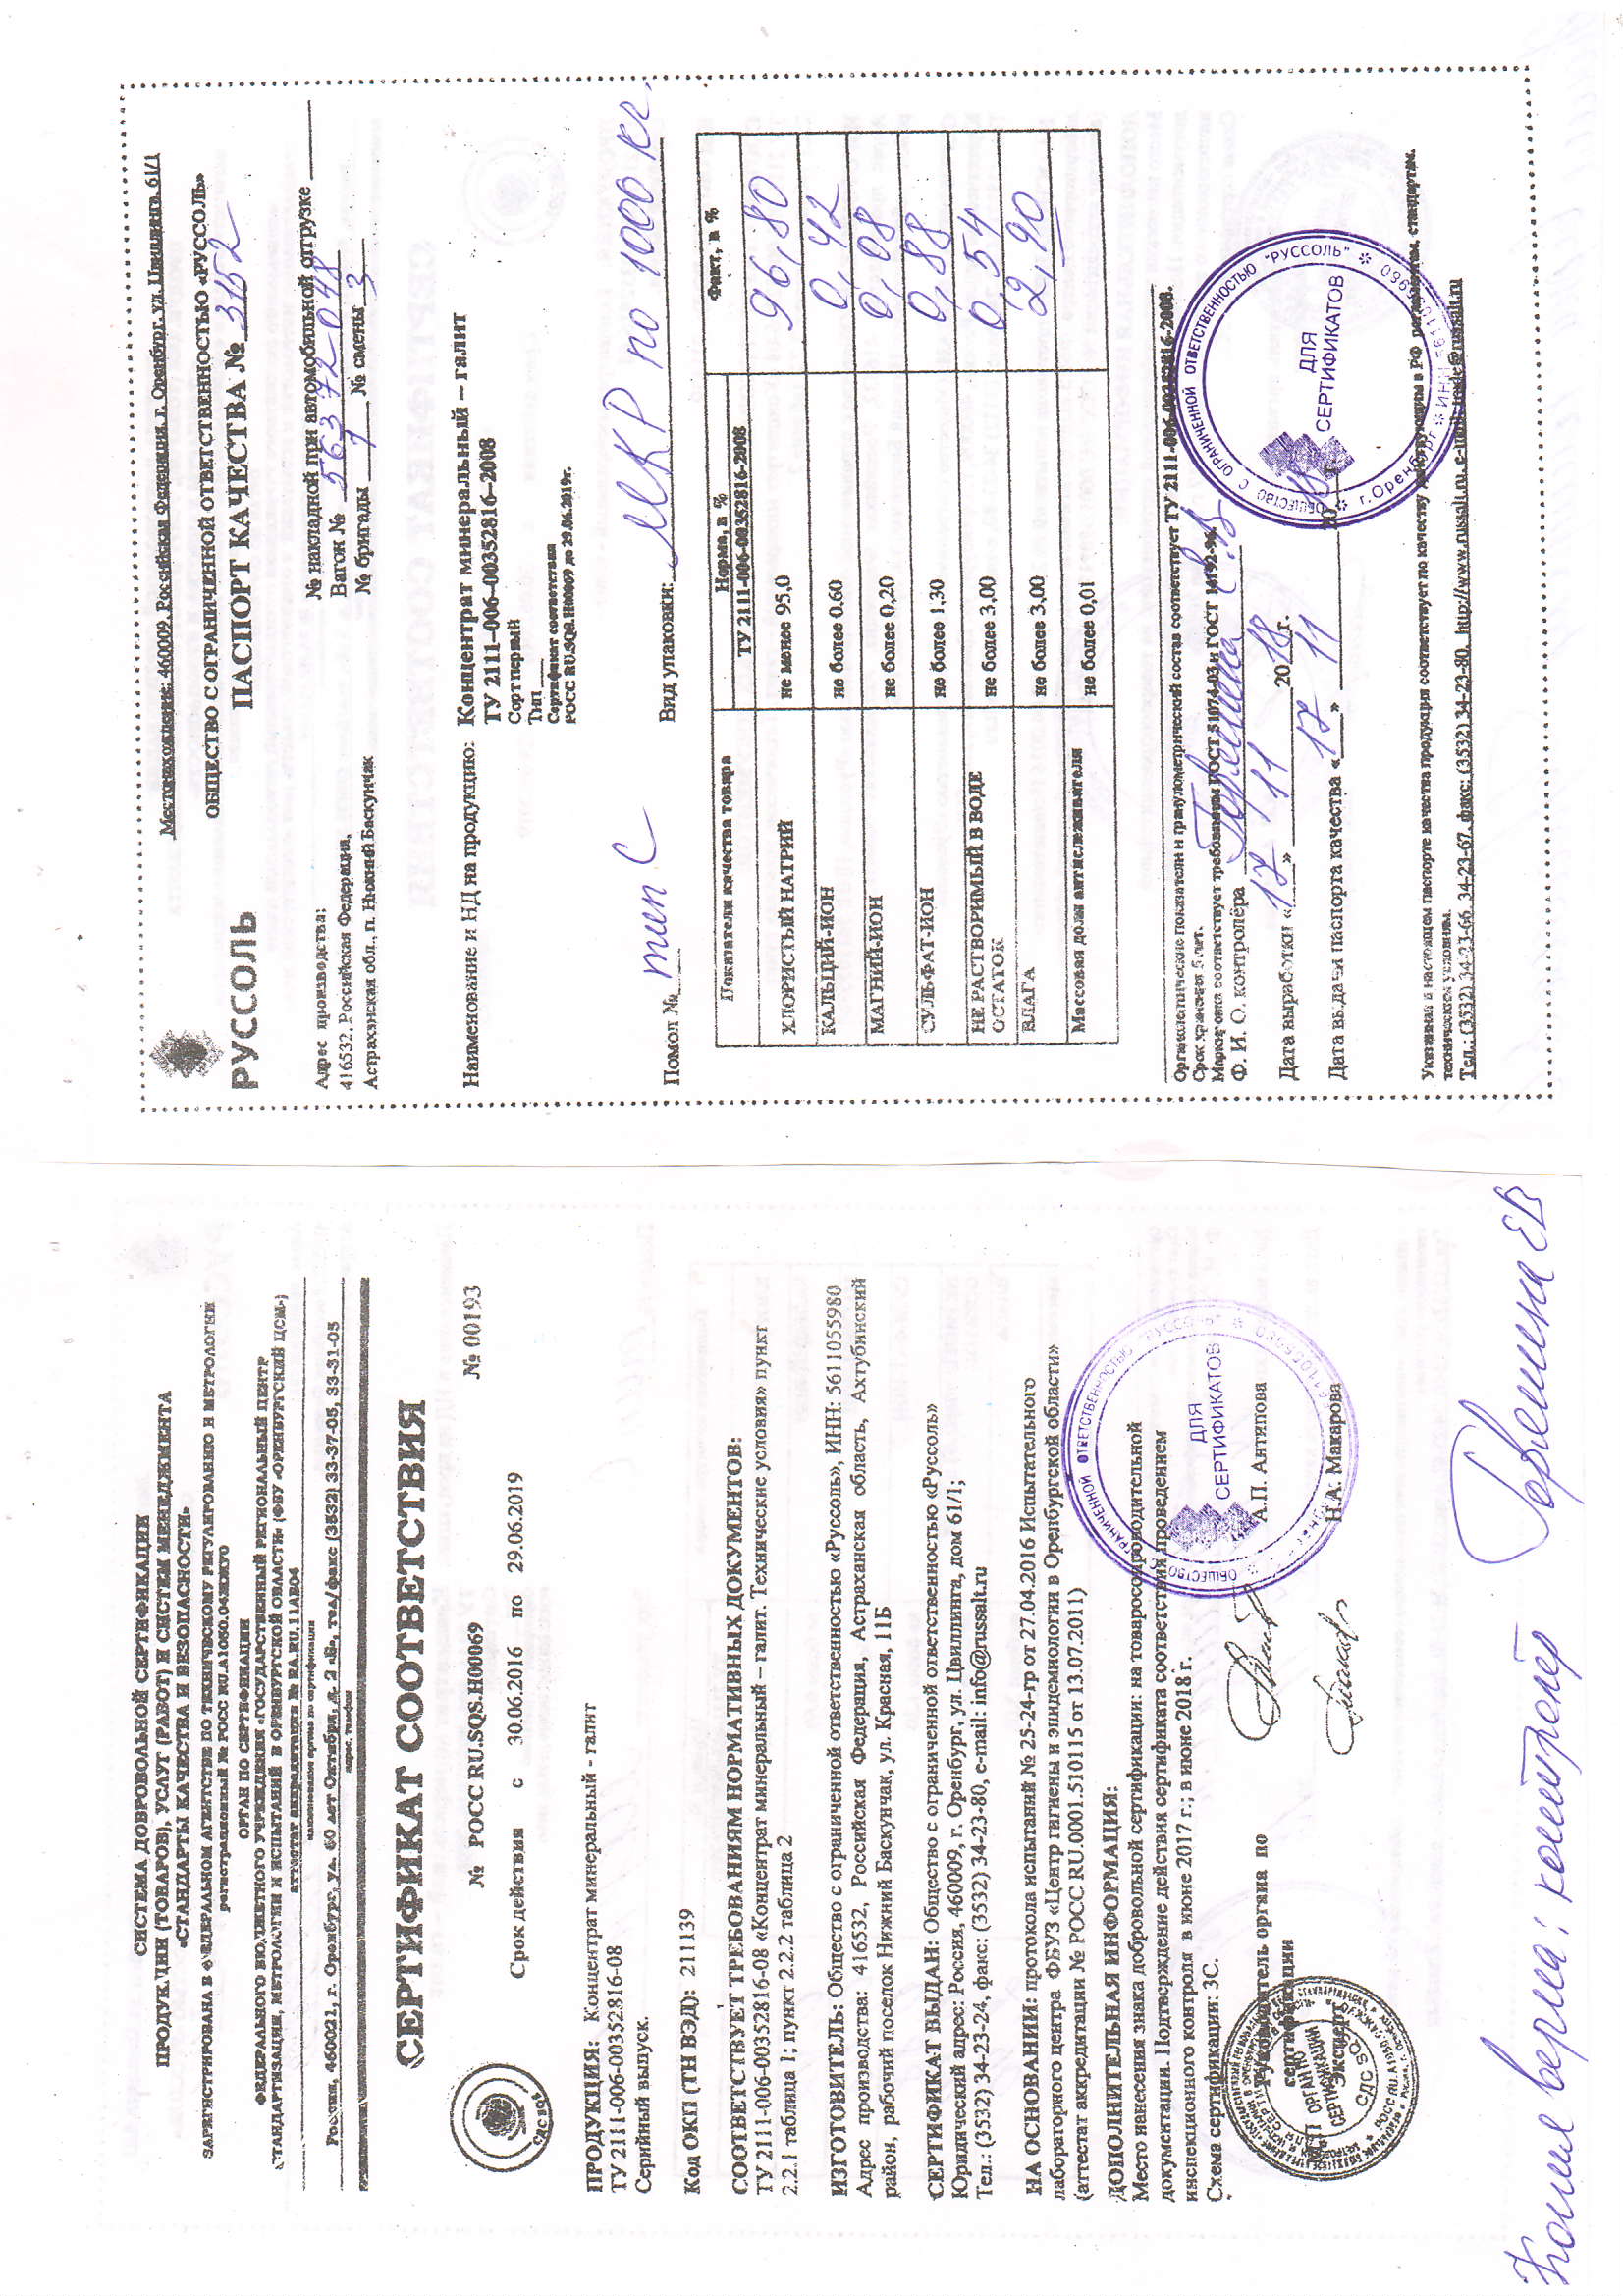 СИСТЕМА ДОБРОВОЛЬНОЙ СЕРТИФИКАЦИИ
ПРОДУКЦИИ (ТОВАРОВ), УСЛУГ (РАБОТ) И СИСТЕМ МЕНЕДЖМЕНТА
«СТАНДАРТЫ КАЧЕСТВА И БЕЗОПАСНОСТИ»
ЗАРЕГИСТРИРОВАНА В ФЕДЕРАЛЬНОМ АГЕНТСТВЕ ПО ТЕХНИЧЕСКОМУ РЕГУЛИРОВАНИЮ И МЕТРОЛОГИИ
регистрационный № РОСС RU.А1050.04ЖЖУ0
ОРГАН ПО СЕРТИФИКАЦИИ
ФЕДЕРАЛЬНОГО БЮДЖЕТНОГО УЧРЕЖДЕНИЯ «ГОСУДАРСТВЕННЫЙ РЕГИОНАЛЬНЫЙ ЦЕНТР
СТАНДАРТИЗАЦИИ, МЕТРОЛОГИИ И ИСПЫТАНИЙ В ОРЕНБУРГСКОЙ ОБЛАСТИ» (ФБУ «ОРЕНБУРГСКИЙ ЦСМ»)
аттестат аккредитации № RA.RU.11АВ04
наименование органа по сертификации
Россия, 460021, г. Оренбург, ул. 60 лет Октября, д. 2 «В», тел/факс (3532) 33-37-05, 33-31-05
адрес, телефон
СЕРТИФИКАТ СООТВЕТСТВИЯ
№ РОСС RU.SQS.H00069 № 00193
Срок действия с 30.06.2016 по 29.06.2019
СДС SQS
ПРОДУКЦИЯ: Концентрат минеральный - галит
ТУ 2111-006-00352816-08
Серийный выпуск.
Код ОКП (ТН ВЭД): 211139
СООТВЕТСТВУЕТ ТРЕБОВАНИЯМ НОРМАТИВНЫХ ДОКУМЕНТОВ:
ТУ 2111-006-00352816-08 «Концентрат минеральный – галит. Технические условия» пункт
2.2.1 таблица 1; пункт 2.2.2 таблица 2
ИЗГОТОВИТЕЛЬ: Общество с ограниченной ответственностью «Руссоль», ИНН: 5611055980
Адрес производства: 416532, Российская Федерация, Астраханская область, Ахтубинский
район, рабочий поселок Нижний Баскунчак, ул. Красная, 11Б
СЕРТИФИКАТ ВЫДАН: Общество с ограниченной ответственностью «Руссоль»
Юридический адрес: Россия, 460009, г. Оренбург, ул. Цвиллинга, дом 61/1;
Тел.: (3532) 34-23-24, факс: (3532) 34-23-80, e-mail: info@russalt.ru
НА ОСНОВАНИИ: протокола испытаний № 25-24-гр от 27.04.2016 Испытательного
лабораторного центра ФБУЗ «Центр гигиены и эпидемиологии в Оренбургской области»
(аттестат аккредитации № РОСС RU.0001.510115 от 13.07.2011)
ДОПОЛНИТЕЛЬНАЯ ИНФОРМАЦИЯ:
Место нанесения знака добровольной сертификации: на товаросопроводительной
документации. Подтверждение действия сертификата соответствия проведением
инспекционного контроля в июне 2017 г.; в июне 2018 г.
Схема сертификации: 3С.
Руководитель органа по
сертификации
А.П. Антипова
Эксперт
Н.А. Макарова
ОРГАН ПО СЕРТИФИКАЦИИ
СДС SQS
ДЛЯ
СЕРТИФИКАТОВ
Копия верна: контролёр Горемина ЕВ
Местонахождение: 460009, Российская Федерация, г. Оренбург, ул. Цвиллинга, 61/1
ОБЩЕСТВО С ОГРАНИЧЕННОЙ ОТВЕТСТВЕННОСТЬЮ «РУССОЛЬ»
РУССОЛЬ
ПАСПОРТ КАЧЕСТВА № 3152
Адрес производства:
416532, Российская Федерация,
Астраханская обл., п. Нижний Баскунчак
№ накладной при автомобильной отгрузке
Вагон № 56372048
№ бригады 1 № смены 3
Наименование и НД на продукцию: Концентрат минеральный – галит
ТУ 2111-006-00352816-2008
Сорт первый
Тип
Сертификат соответствия
РОСС RU.SQS.H00069 до 29.06.2019г.
Помол № тип С Вид упаковки: МКР по 1000 кг.
Показатели качества товара Норма, в % ТУ 2111-006-00352816-2008 Факт., в %
ХЛОРИСТЫЙ НАТРИЙ не менее 95,0 96,80
КАЛЬЦИЙ-ИОН не более 0,60 0,42
МАГНИЙ-ИОН не более 0,20 0,08
СУЛЬФАТ-ИОН не более 1,30 0,88
НЕ РАСТВОРИМЫЙ В ВОДЕ ОСТАТОК не более 3,00 0,54
ВЛАГА не более 3,00 2,90
Массовая доля антислеживателя не более 0,01 —
Органолептические показатели и гранулометрический состав соответствует ТУ 2111-006-00352816-2008.
Срок хранения 5 лет.
Маркировка соответствует требованиям ГОСТ 51074-03 и ГОСТ 14192-96.
Ф. И. О. контролёра Горемина Е.В
Дата выработки «17» 11 2018 г.
Дата выдачи паспорта качества «17» 11 2018 г.
ОБЩЕСТВО С ОГРАНИЧЕННОЙ ОТВЕТСТВЕННОСТЬЮ "РУССОЛЬ"
ДЛЯ
СЕРТИФИКАТОВ
Указанная в настоящем паспорте качества продукция соответствует по качеству действующим в РФ регламентам, стандартам,
техническим условиям.
Тел.: (3532) 34-23-66, 34-23-67, факс: (3532) 34-23-80, http://www.russalt.ru,